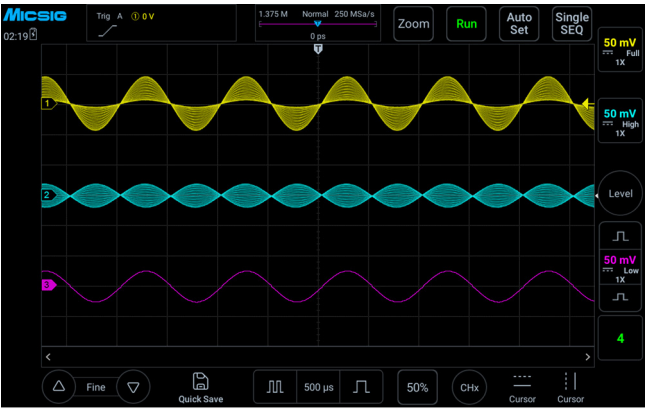 Micsig
02:19
Trig A ① 0 V
1.375 M Normal 250 MSa/s
0 ps
T
Zoom
Run
Auto
Set
Single
SEQ
50 mV
Full
1X
1
50 mV
High
1X
2
Level
50 mV
Low
1X
3
4
Fine
Quick Save
500 µs
50%
CHx
Cursor
Cursor